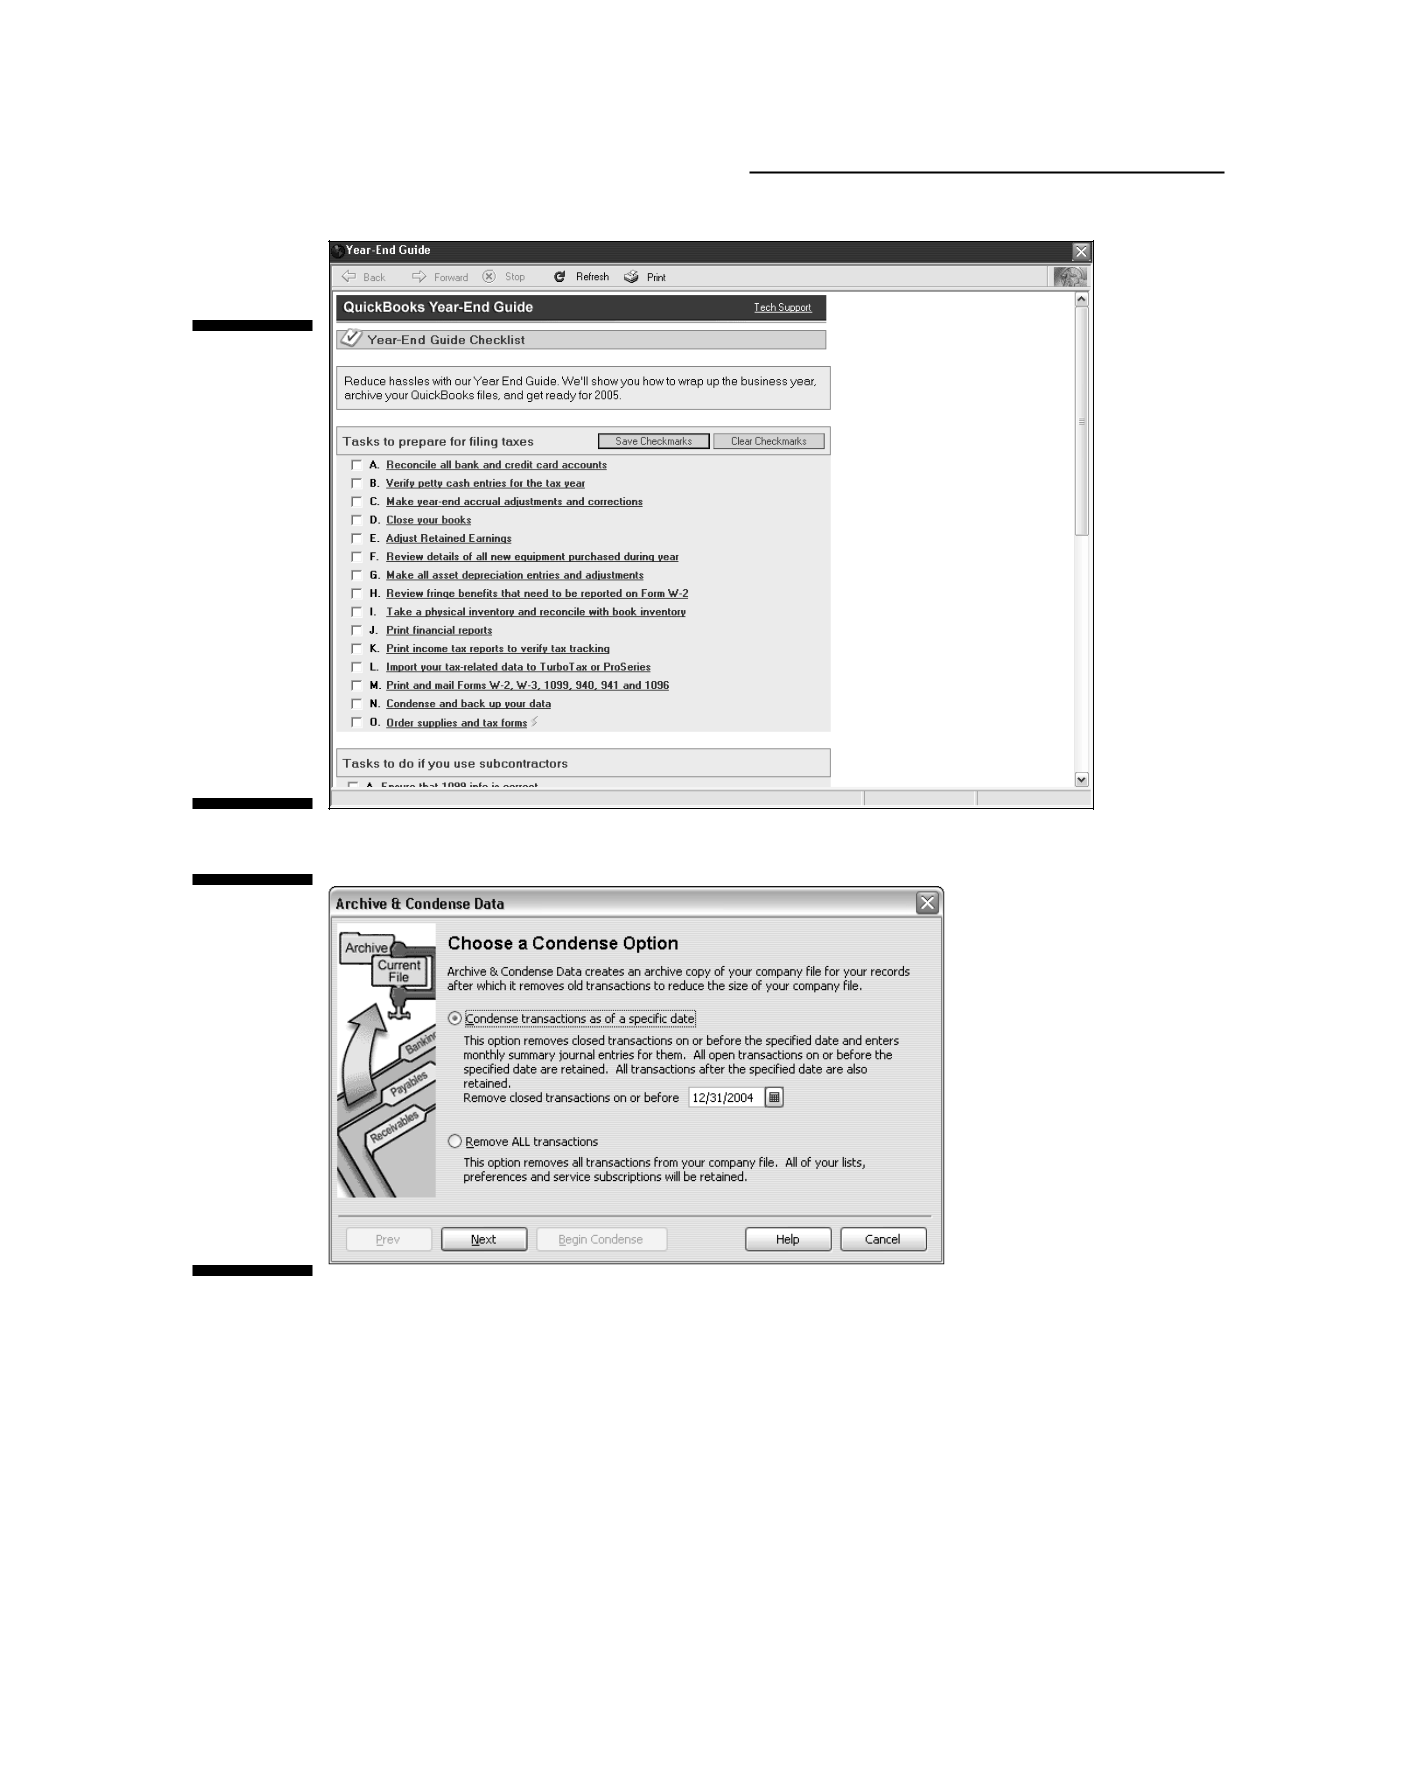 Year-End Guide
Back Forward Stop Refresh Print
QuickBooks Year-End Guide Tech Support
Year-End Guide Checklist
Reduce hassles with our Year End Guide. We'll show you how to wrap up the business year,
archive your QuickBooks files, and get ready for 2005.
Tasks to prepare for filing taxes Save Checkmarks Clear Checkmarks
A. Reconcile all bank and credit card accounts
B. Verify petty cash entries for the tax year
C. Make year-end accrual adjustments and corrections
D. Close your books
E. Adjust Retained Earnings
F. Review details of all new equipment purchased during year
G. Make all asset depreciation entries and adjustments
H. Review fringe benefits that need to be reported on Form W-2
I. Take a physical inventory and reconcile with book inventory
J. Print financial reports
K. Print income tax reports to verify tax tracking
L. Import your tax-related data to TurboTax or ProSeries
M. Print and mail Forms W-2, W-3, 1099, 940, 941 and 1096
N. Condense and back up your data
O. Order supplies and tax forms
Tasks to do if you use subcontractors
A. Ensure that 1099 info is correct
Archive & Condense Data
Archive
Current
File
Banking
Payables
Receivables
Choose a Condense Option
Archive & Condense Data creates an archive copy of your company file for your records
after which it removes old transactions to reduce the size of your company file.
Condense transactions as of a specific date
This option removes closed transactions on or before the specified date and enters
monthly summary journal entries for them. All open transactions on or before the
specified date are retained. All transactions after the specified date are also
retained.
Remove closed transactions on or before 12/31/2004
Remove ALL transactions
This option removes all transactions from your company file. All of your lists,
preferences and service subscriptions will be retained.
Prev Next Begin Condense Help Cancel